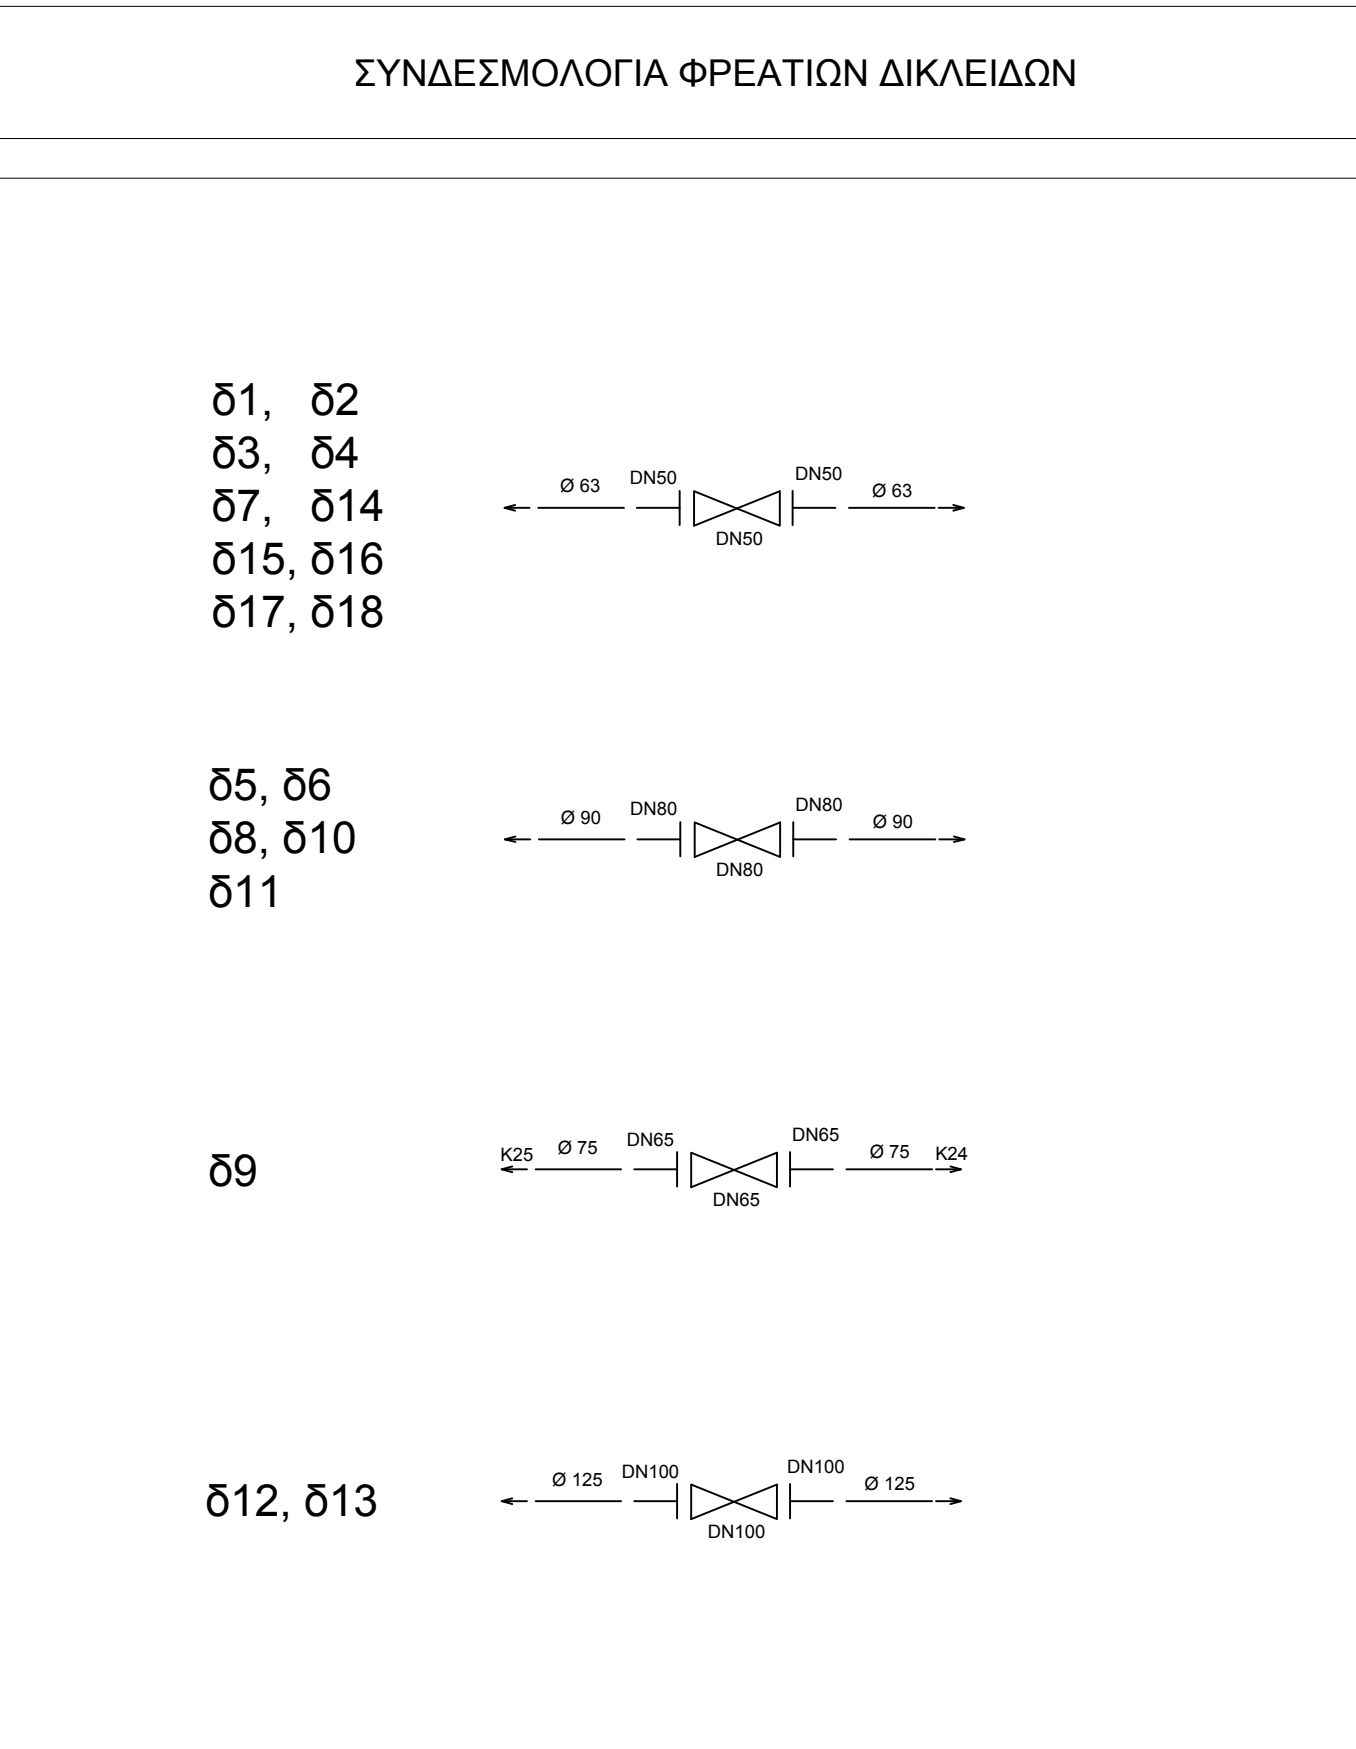 ΣΥΝΔΕΣΜΟΛΟΓΙΑ ΦΡΕΑΤΙΩΝ ΔΙΚΛΕΙΔΩΝ
δ1, δ2
δ3, δ4
δ7, δ14
δ15, δ16
δ17, δ18
Ø 63 DN50 DN50 Ø 63
DN50
δ5, δ6
δ8, δ10
δ11
Ø 90 DN80 DN80 Ø 90
DN80
δ9
K25 Ø 75 DN65 DN65 Ø 75 K24
DN65
δ12, δ13
Ø 125 DN100 DN100 Ø 125
DN100